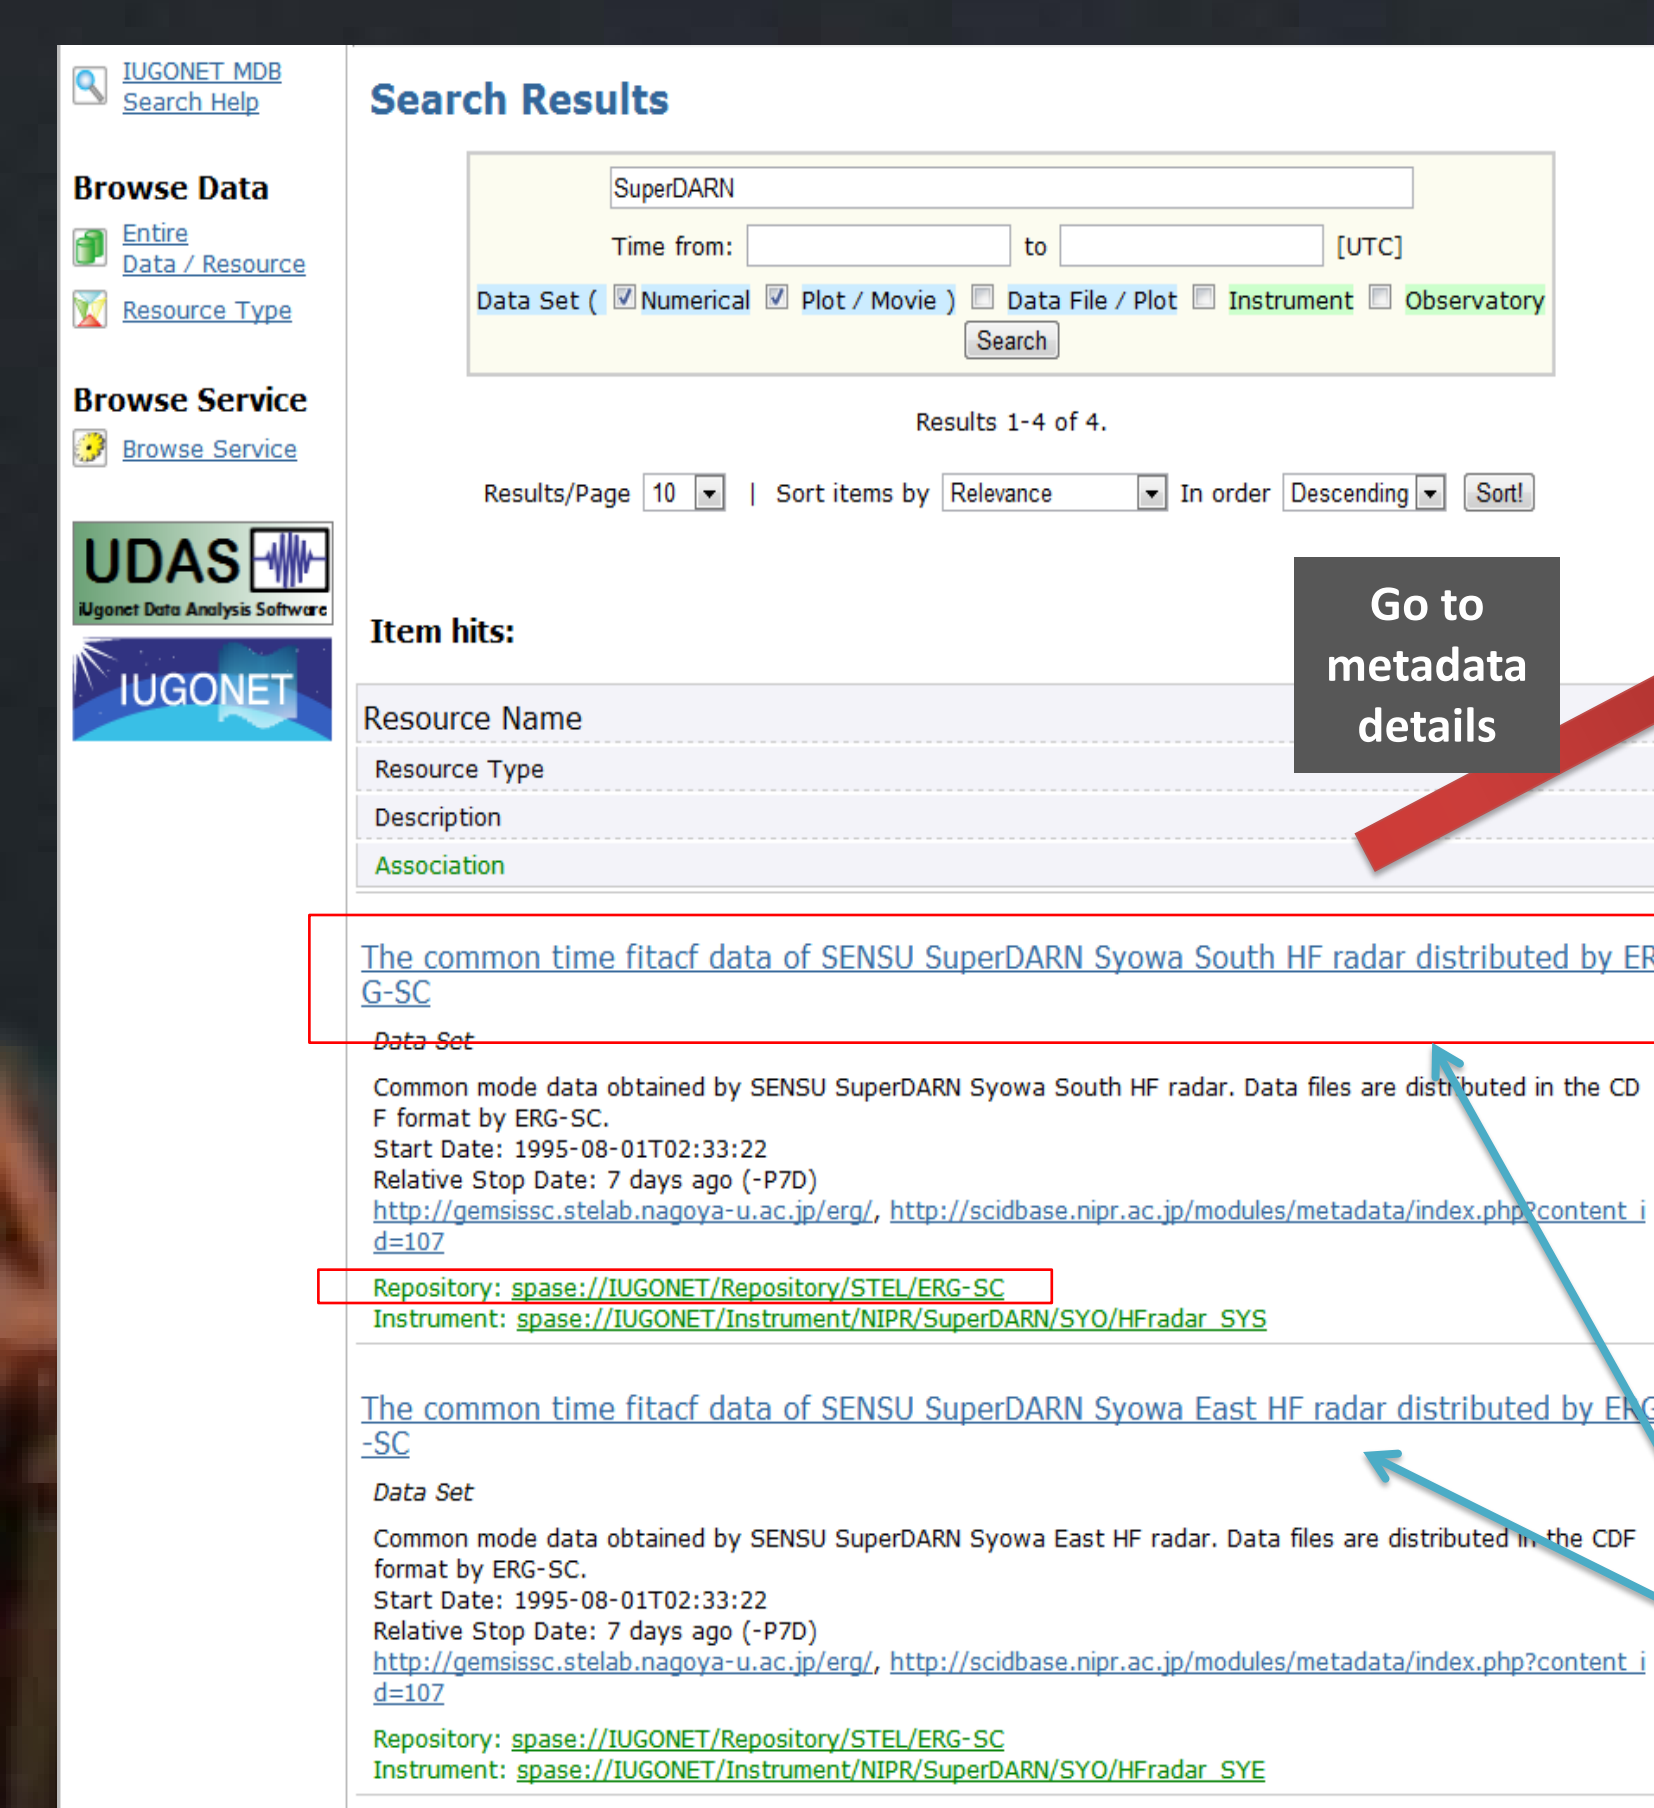 IUGONET MDB
Search Help
Browse Data
Entire
Data / Resource
Resource Type
Browse Service
Browse Service
UDAS
iUgonet Data Analysis Software
IUGONET
Search Results
SuperDARN
Time from: to [UTC]
Data Set ( Numerical Plot / Movie ) Data File / Plot Instrument Observatory
Search
Results 1-4 of 4.
Results/Page 10 | Sort items by Relevance In order Descending Sort!
Go to
metadata
details
Item hits:
Resource Name
Resource Type
Description
Association
The common time fitacf data of SENSU SuperDARN Syowa South HF radar distributed by ER
G-SC
Data Set
Common mode data obtained by SENSU SuperDARN Syowa South HF radar. Data files are distributed in the CD
F format by ERG-SC.
Start Date: 1995-08-01T02:33:22
Relative Stop Date: 7 days ago (-P7D)
http://gemsissc.stelab.nagoya-u.ac.jp/erg/, http://scidbase.nipr.ac.jp/modules/metadata/index.php?content_i
d=107
Repository: spase://IUGONET/Repository/STEL/ERG-SC
Instrument: spase://IUGONET/Instrument/NIPR/SuperDARN/SYO/HFradar_SYS
The common time fitacf data of SENSU SuperDARN Syowa East HF radar distributed by ERG
-SC
Data Set
Common mode data obtained by SENSU SuperDARN Syowa East HF radar. Data files are distributed in the CDF
format by ERG-SC.
Start Date: 1995-08-01T02:33:22
Relative Stop Date: 7 days ago (-P7D)
http://gemsissc.stelab.nagoya-u.ac.jp/erg/, http://scidbase.nipr.ac.jp/modules/metadata/index.php?content_i
d=107
Repository: spase://IUGONET/Repository/STEL/ERG-SC
Instrument: spase://IUGONET/Instrument/NIPR/SuperDARN/SYO/HFradar_SYE